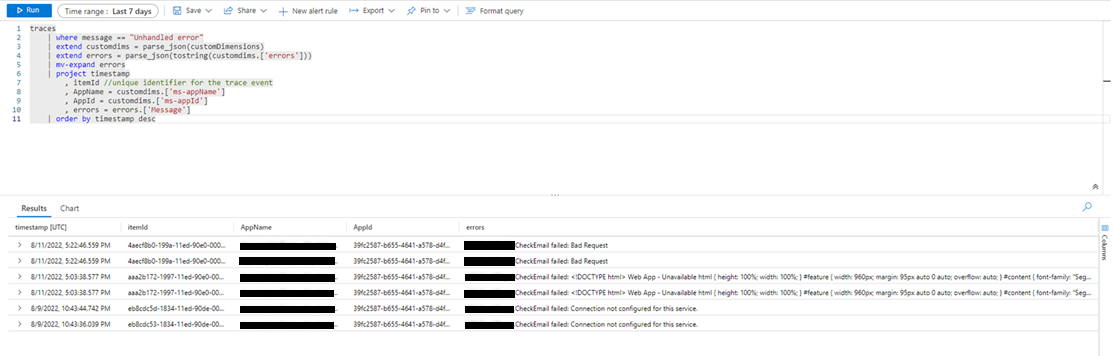 Run Time range : Last 7 days Save Share New alert rule Export Pin to Format query
1 traces
2 | where message == "Unhandled error"
3 | extend customdims = parse_json(customDimensions)
4 | extend errors = parse_json(tostring(customdims.['errors']))
5 | mv-expand errors
6 | project timestamp
7 , itemId //unique identifier for the trace event
8 , AppName = customdims.['ms-appName']
9 , AppId = customdims.['ms-appId']
10 , errors = errors.['Message']
11 | order by timestamp desc
Results Chart
Columns
timestamp [UTC] itemId AppName AppId errors
8/11/2022, 5:22:46.559 PM 4aecf8b0-199a-11ed-90e0-000... 39fc2587-b655-4641-a578-d4f... CheckEmail failed: Bad Request
8/11/2022, 5:22:46.559 PM 4aecf8b0-199a-11ed-90e0-000... 39fc2587-b655-4641-a578-d4f... CheckEmail failed: Bad Request
8/11/2022, 5:03:38.577 PM aaa2b172-1997-11ed-90e0-000... 39fc2587-b655-4641-a578-d4f... CheckEmail failed: <!DOCTYPE html> Web App - Unavailable html { height: 100%; width: 100%; } #feature { width: 960px; margin: 95px auto 0 auto; overflow: auto; } #content { font-family: "Seg...
8/11/2022, 5:03:38.577 PM aaa2b172-1997-11ed-90e0-000... 39fc2587-b655-4641-a578-d4f... CheckEmail failed: <!DOCTYPE html> Web App - Unavailable html { height: 100%; width: 100%; } #feature { width: 960px; margin: 95px auto 0 auto; overflow: auto; } #content { font-family: "Seg...
8/9/2022, 10:43:44.742 PM eb8cdc5d-1834-11ed-90de-00... 39fc2587-b655-4641-a578-d4f... CheckEmail failed: Connection not configured for this service.
8/9/2022, 10:43:36.039 PM eb8cdc53-1834-11ed-90de-00... 39fc2587-b655-4641-a578-d4f... CheckEmail failed: Connection not configured for this service.